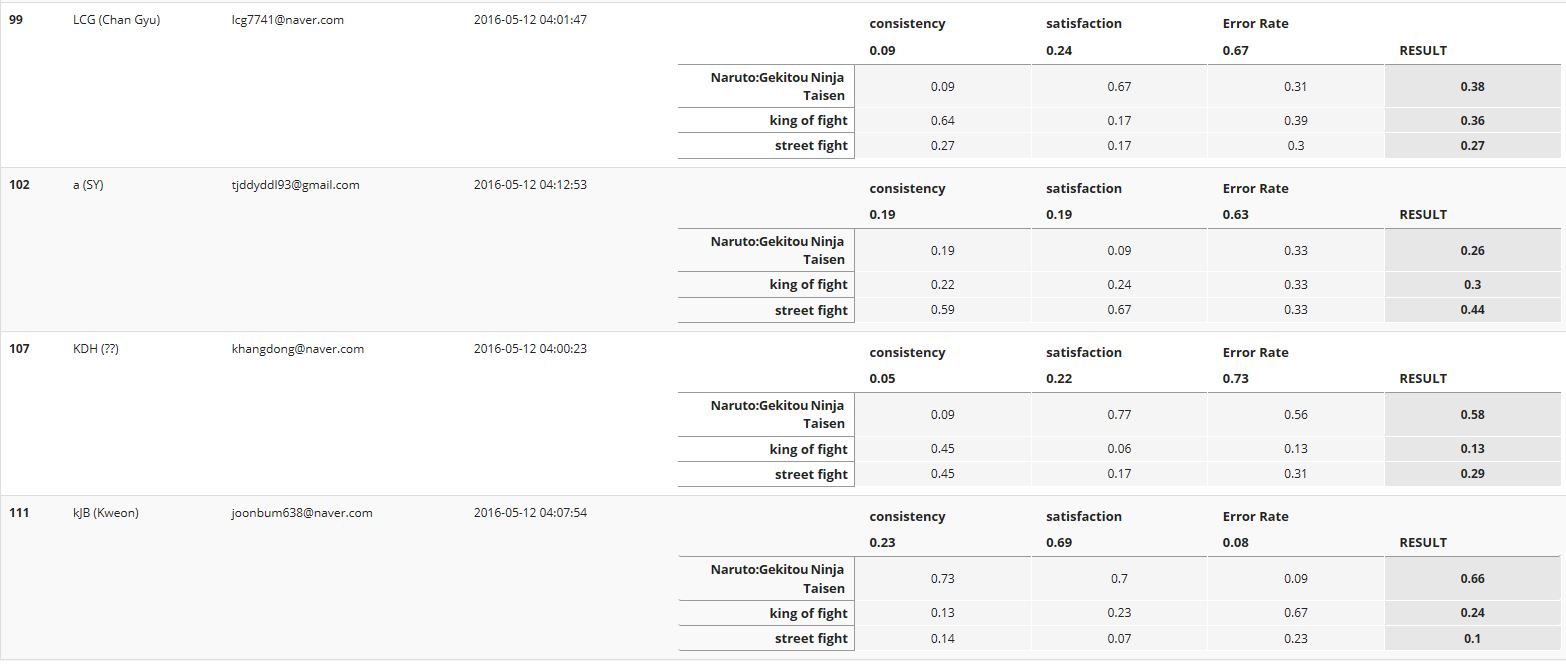 99 LCG (Chan Gyu) lcg7741@naver.com 2016-05-12 04:01:47 consistency satisfaction Error Rate
0.09 0.24 0.67 RESULT
Naruto:Gekitou Ninja
Taisen 0.09 0.67 0.31 0.38
king of fight 0.64 0.17 0.39 0.36
street fight 0.27 0.17 0.3 0.27
102 a (SY) tjddyddl93@gmail.com 2016-05-12 04:12:53 consistency satisfaction Error Rate
0.19 0.19 0.63 RESULT
Naruto:Gekitou Ninja
Taisen 0.19 0.09 0.33 0.26
king of fight 0.22 0.24 0.33 0.3
street fight 0.59 0.67 0.33 0.44
107 KDH (??) khangdong@naver.com 2016-05-12 04:00:23 consistency satisfaction Error Rate
0.05 0.22 0.73 RESULT
Naruto:Gekitou Ninja
Taisen 0.09 0.77 0.56 0.58
king of fight 0.45 0.06 0.13 0.13
street fight 0.45 0.17 0.31 0.29
111 kJB (Kweon) joonbum638@naver.com 2016-05-12 04:07:54 consistency satisfaction Error Rate
0.23 0.69 0.08 RESULT
Naruto:Gekitou Ninja
Taisen 0.73 0.7 0.09 0.66
king of fight 0.13 0.23 0.67 0.24
street fight 0.14 0.07 0.23 0.1